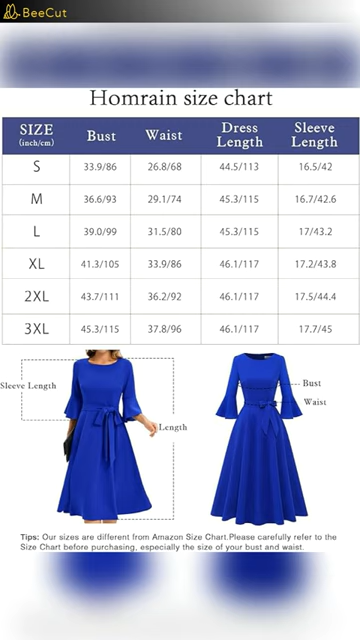 BeeCut
Homrain size chart
SIZE Bust Waist Dress Length Sleeve Length
(inch/cm)
S 33.9/86 26.8/68 44.5/113 16.5/42
M 36.6/93 29.1/74 45.3/115 16.7/42.6
L 39.0/99 31.5/80 45.3/115 17/43.2
XL 41.3/105 33.9/86 46.1/117 17.2/43.8
2XL 43.7/111 36.2/92 46.1/117 17.5/44.4
3XL 45.3/115 37.8/96 46.1/117 17.7/45
Sleeve Length
Length
Bust
Waist
Tips: Our sizes are different from Amazon Size Chart.Please carefully refer to the
Size Chart before purchasing, especially the size of your bust and waist.